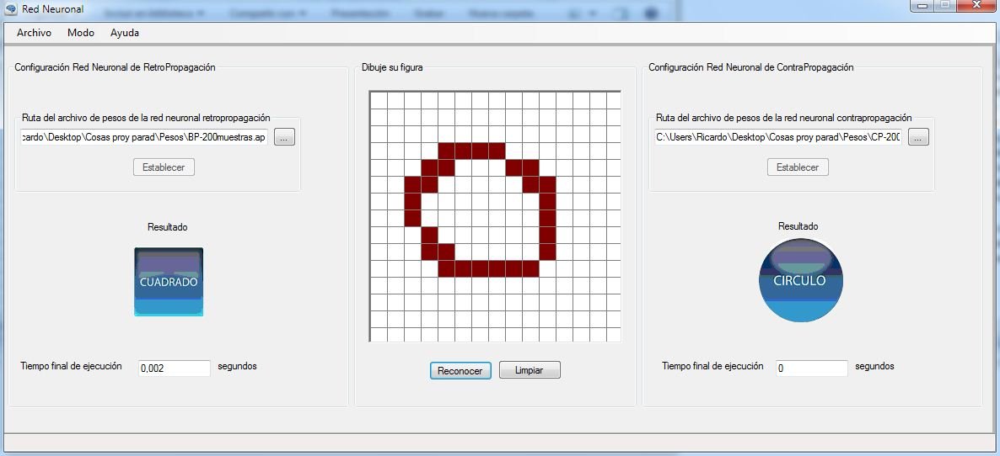 Red Neuronal
Archivo Modo Ayuda
Configuración Red Neuronal de RetroPropagación
Ruta del archivo de pesos de la red neuronal retropropagación
cardo\Desktop\Cosas proy parad\Pesos\BP-200muestras.ap
...
Establecer
Resultado
CUADRADO
Tiempo final de ejecución 0,002 segundos
Dibuje su figura
Reconocer Limpiar
Configuración Red Neuronal de ContraPropagación
Ruta del archivo de pesos de la red neuronal contrapropagación
C:\Users\Ricardo\Desktop\Cosas proy parad\Pesos\CP-200
...
Establecer
Resultado
CIRCULO
Tiempo final de ejecución 0 segundos